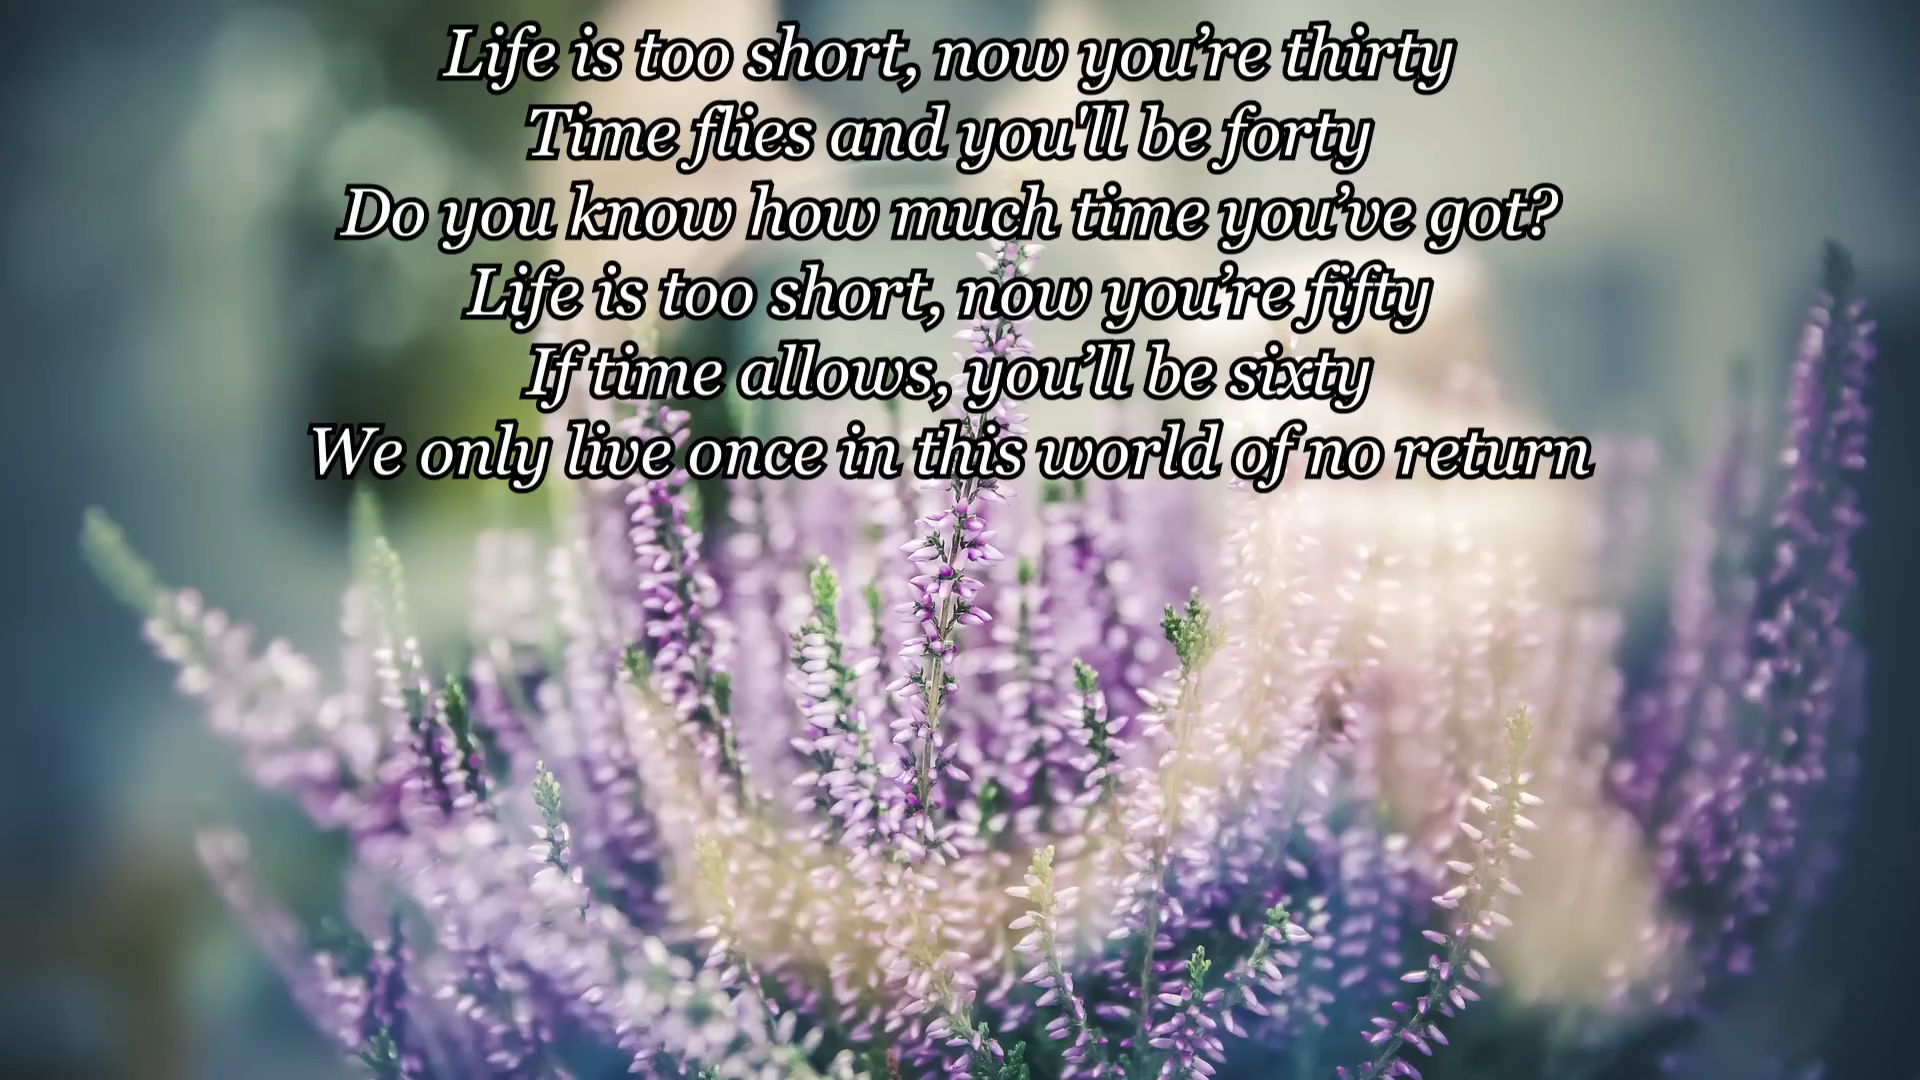 Life is too short, now you’re thirty
Time flies and you'll be forty
Do you know how much time you’ve got?
Life is too short, now you’re fifty
If time allows, you’ll be sixty
We only live once in this world of no return